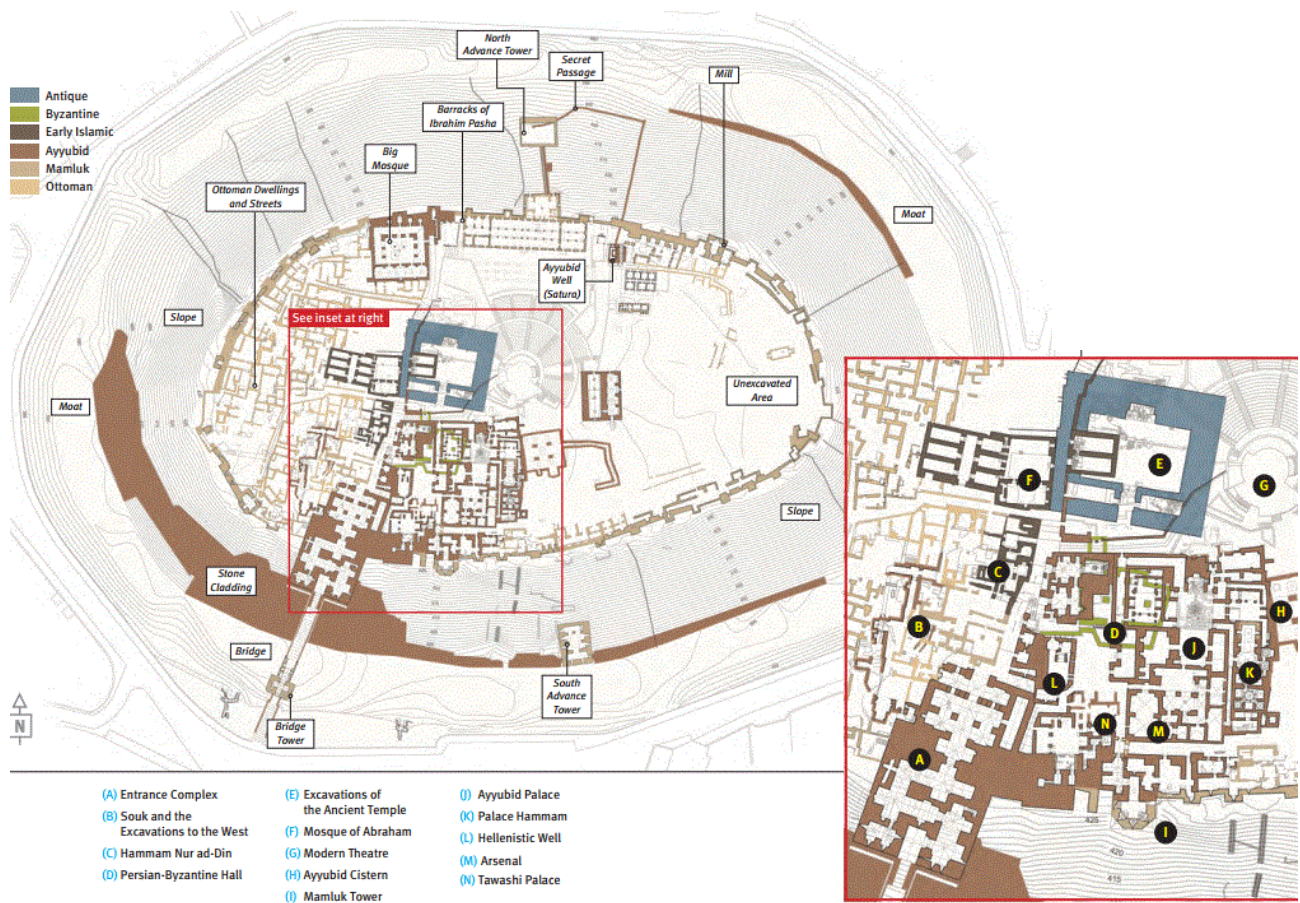 Antique
Byzantine
Early Islamic
Ayyubid
Mamluk
Ottoman
North
Advance Tower
Secret
Passage
Mill
Barracks of
Ibrahim Pasha
Big
Mosque
Ottoman Dwellings
and Streets
Moat
Ayyubid
Well
(Satura)
Slope
See inset at right
Moat
Unexcavated
Area
Slope
Stone
Cladding
Bridge
South
Advance
Tower
Bridge
Tower
N
E
F
G
C
B
D
H
J
K
L
N
M
A
I
425
420
415
(A) Entrance Complex
(B) Souk and the
Excavations to the West
(C) Hammam Nur ad-Din
(D) Persian-Byzantine Hall
(E) Excavations of
the Ancient Temple
(F) Mosque of Abraham
(G) Modern Theatre
(H) Ayyubid Cistern
(I) Mamluk Tower
(J) Ayyubid Palace
(K) Palace Hammam
(L) Hellenistic Well
(M) Arsenal
(N) Tawashi Palace